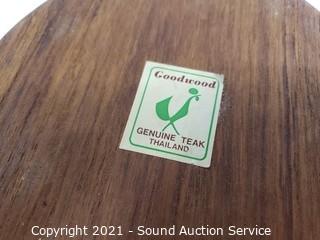 Goodwood
GENUINE TEAK
THAILAND
Copyright 2021 - Sound Auction Service